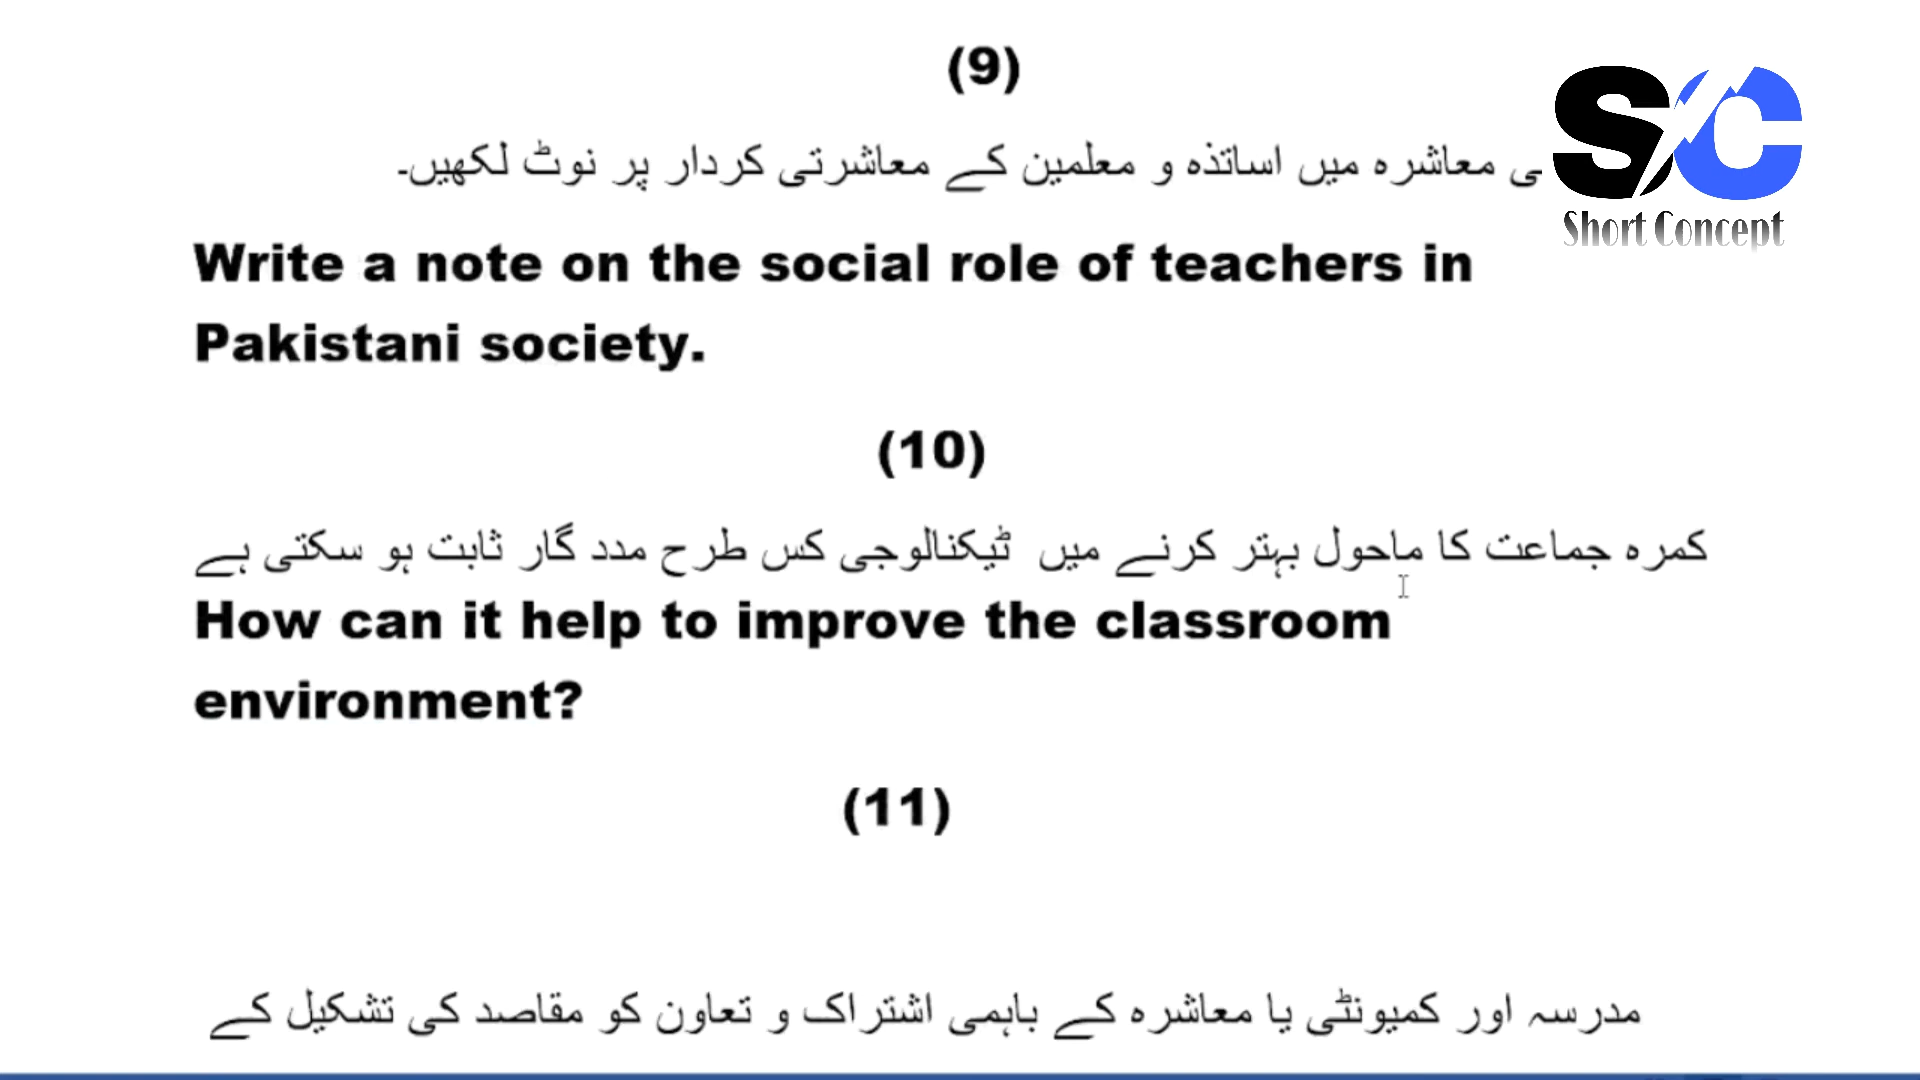 (9)
معاشرہ میں اساتذہ و معلمین کے معاشرتی کردار پر نوٹ لکھیں۔
Write a note on the social role of teachers in
Pakistani society.
(10)
کمرہ جماعت کا ماحول بہتر کرنے میں ٹیکنالوجی کس طرح مدد گار ثابت ہو سکتی ہے
How can it help to improve the classroom
environment?
(11)
مدرسہ اور کمیونٹی یا معاشرہ کے باہمی اشتراک و تعاون کو مقاصد کی تشکیل کے
SC
Short Concept